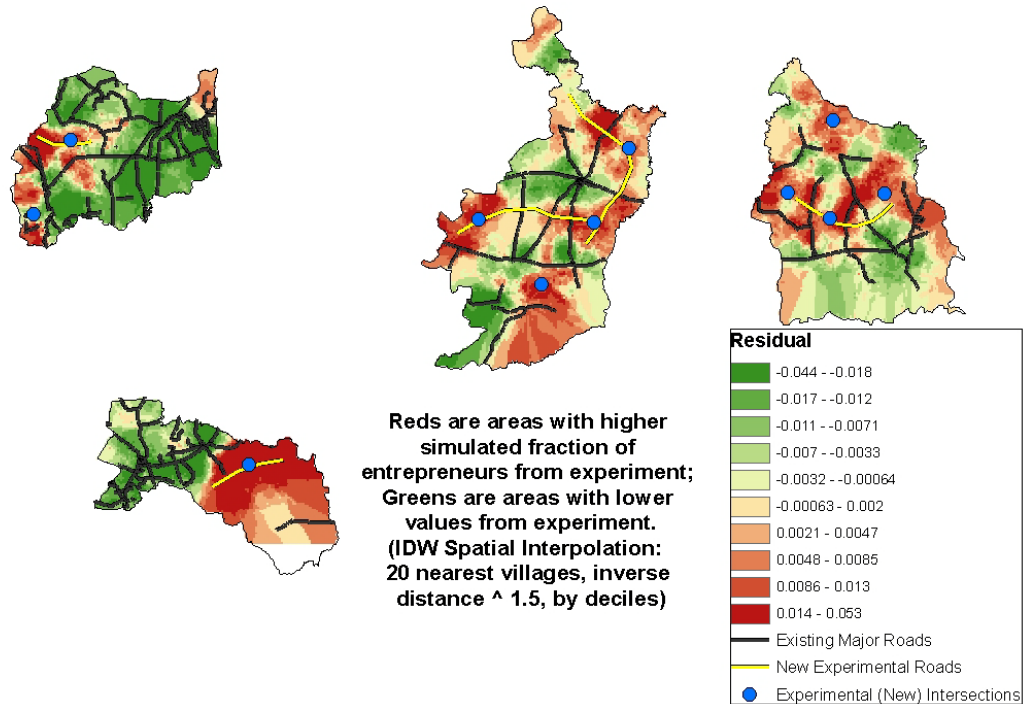 Reds are areas with higher
simulated fraction of
entrepreneurs from experiment;
Greens are areas with lower
values from experiment.
(IDW Spatial Interpolation:
20 nearest villages, inverse
distance ^ 1.5, by deciles)
Residual
-0.044 - -0.018
-0.017 - -0.012
-0.011 - -0.0071
-0.007 - -0.0033
-0.0032 - -0.00064
-0.00063 - 0.002
0.0021 - 0.0047
0.0048 - 0.0085
0.0086 - 0.013
0.014 - 0.053
Existing Major Roads
New Experimental Roads
Experimental (New) Intersections